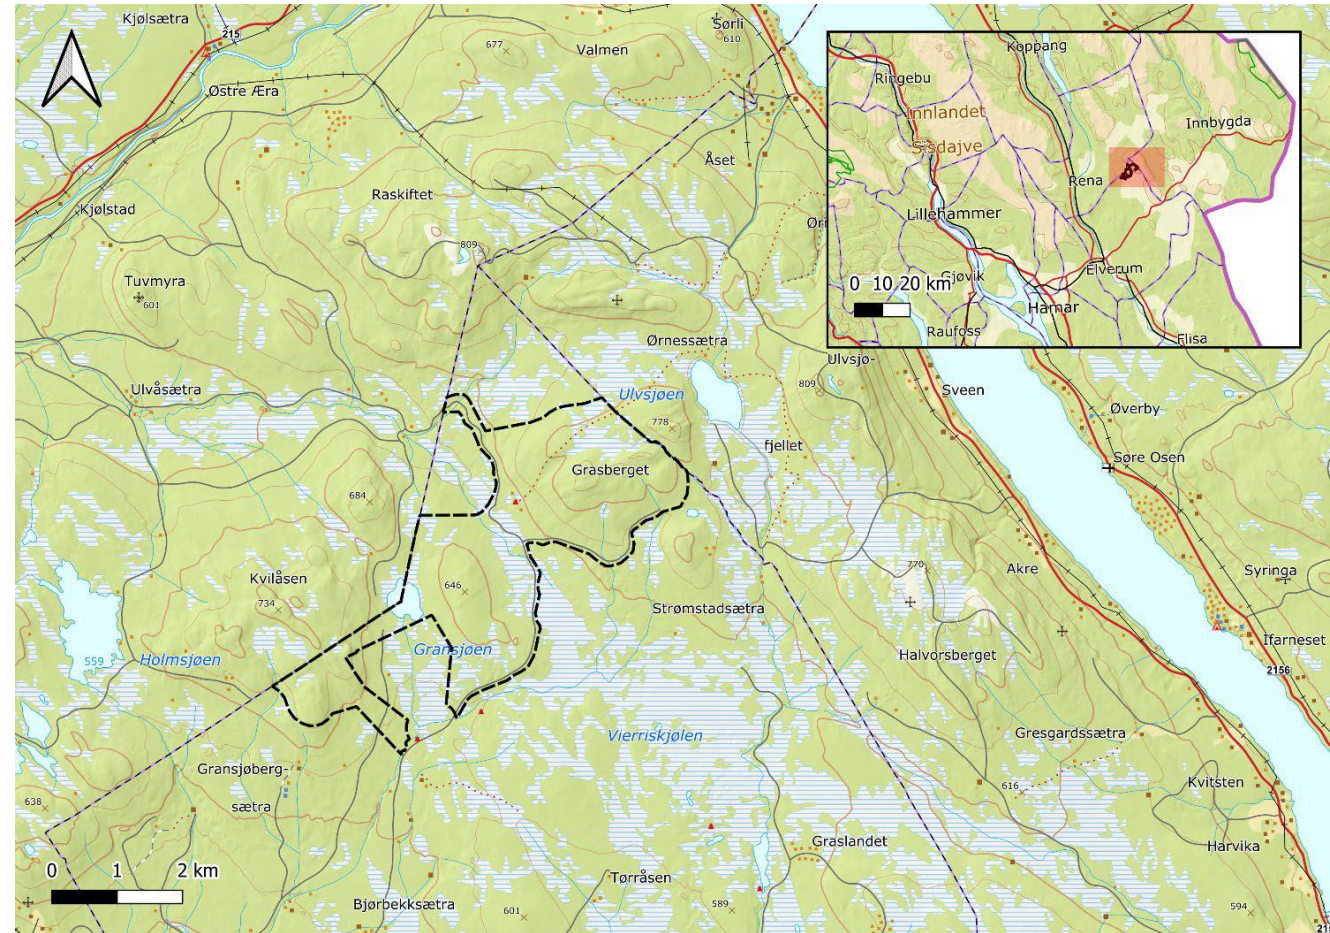 Kjølsætra
215
Østre Æra
677
Valmen
Sørli
610
Åset
Raskiftet
Kjølstad
809
Tuvmyra
601
Ørnessætra
Ulvåsætra
Ulvsjøen
778
Grasberget
809
Ulvsjø-
fjellet
684
Kvilåsen
734
646
Strømstadsætra
Holmsjøen
559
Gransjøen
Vierriskjølen
Gransjøberg-
sætra
638
Bjørbekksætra
601
Tørråsen
589
Graslandet
Sveen
Øverby
Søre Osen
Akre
770
Halvorsberget
Syringa
Ifarneset
2156
Gresgardssætra
616
Kvitsten
Harvika
594
0 1 2 km
Koppang
Ringebu
Innlandet
Sisdajve
Innbygda
Rena
Lillehammer
Gjøvik
Elverum
Hamar
Raufoss
Flisa
0 10 20 km